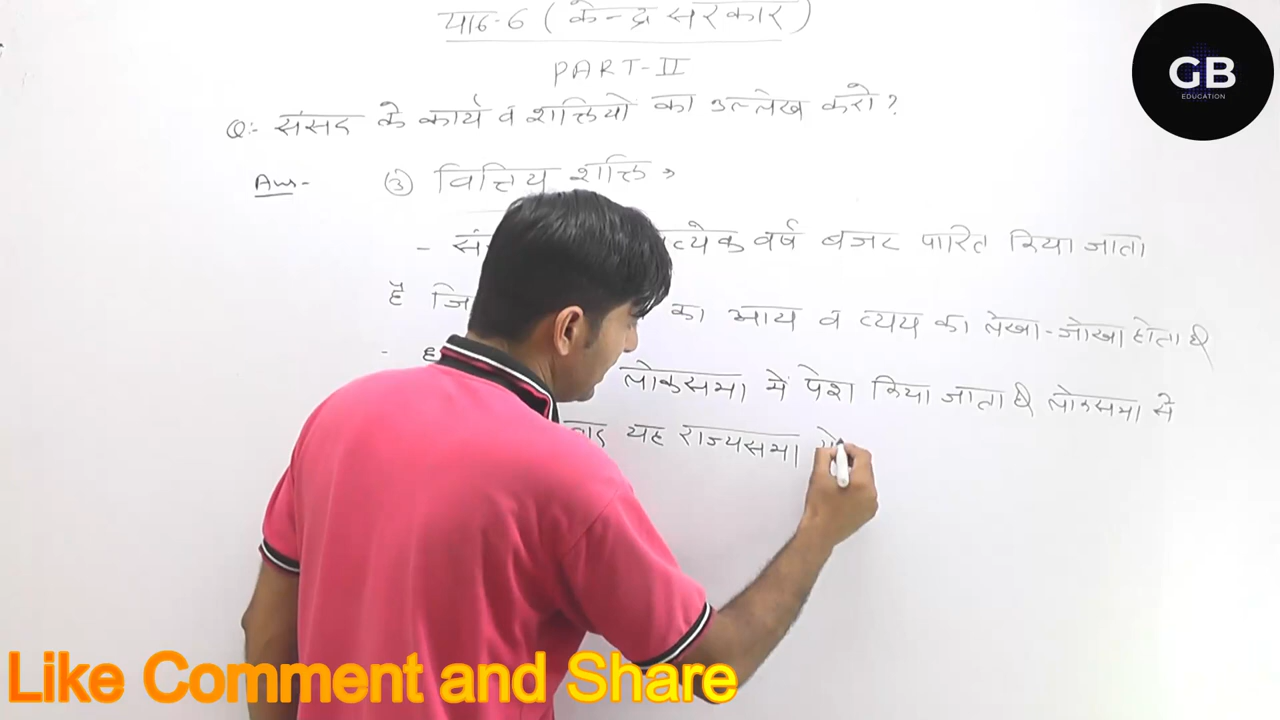 पाठ-6 (केन्द्र सरकार)
PART-II
Q:- संसद के कार्य व शक्तियो का उल्लेख करो?
Ans- ③ वित्तिय शक्ति →
- सं त्येक वर्ष बजट पारित किया जाता
है जि का आय व व्यय का लेखा-जोखा होता है
लोकसभा में पेश किया जाता है लोकसभा से
बाद यह राज्यसभा
GB
EDUCATION
Like Comment and Share